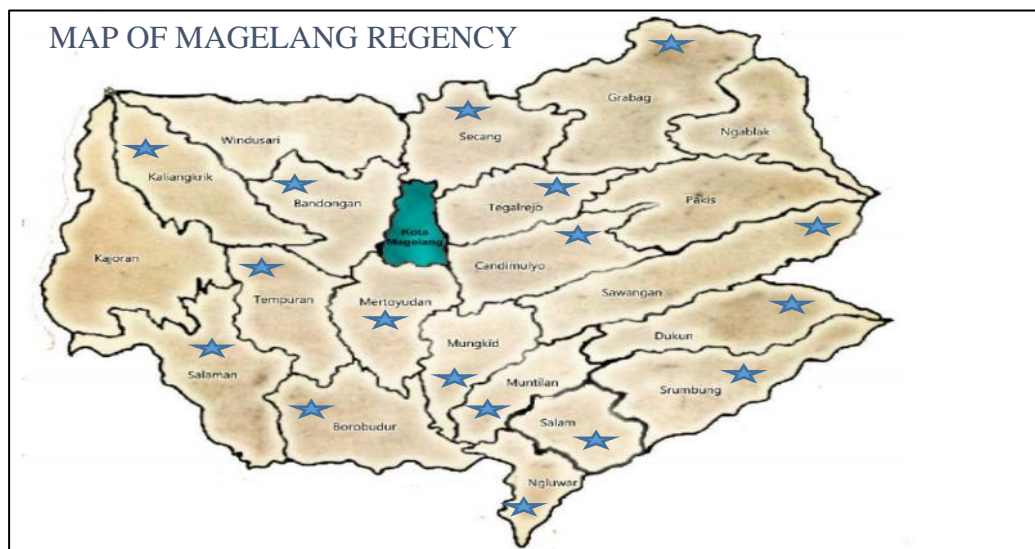 MAP OF MAGELANG REGENCY
Grabag
Secang
Ngablak
Windusari
Kaliangkrik
Bandongan
Tegalrejo
Pakis
Kota
Magelang
Kajoran
Candimulyo
Sawangan
Tempuran
Mertoyudan
Dukun
Mungkid
Salaman
Muntilan
Srumbung
Borobudur
Salam
Ngluwar